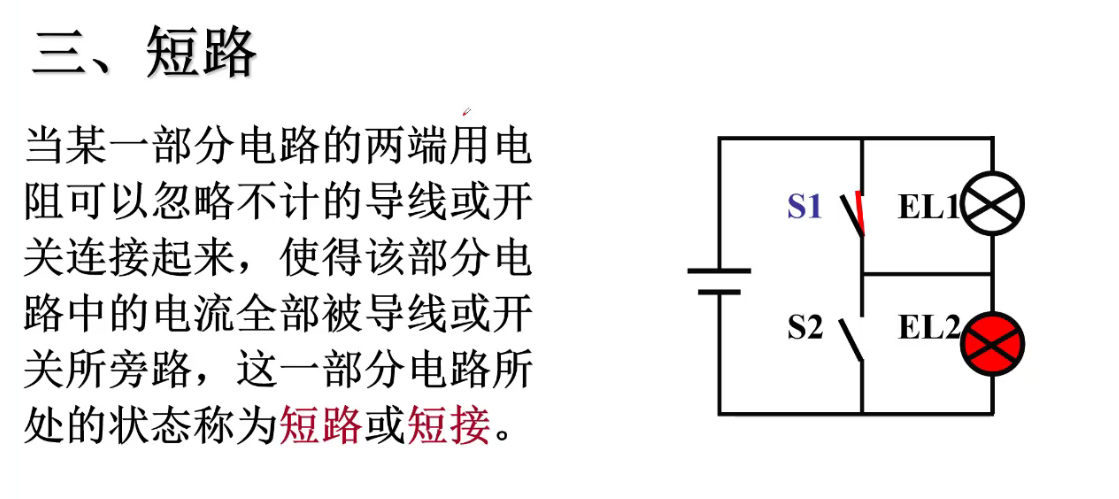 三、短路
当某一部分电路的两端用电
阻可以忽略不计的导线或开
关连接起来，使得该部分电
路中的电流全部被导线或开
关所旁路，这一部分电路所
处的状态称为短路或短接。
S1 EL1
S2 EL2